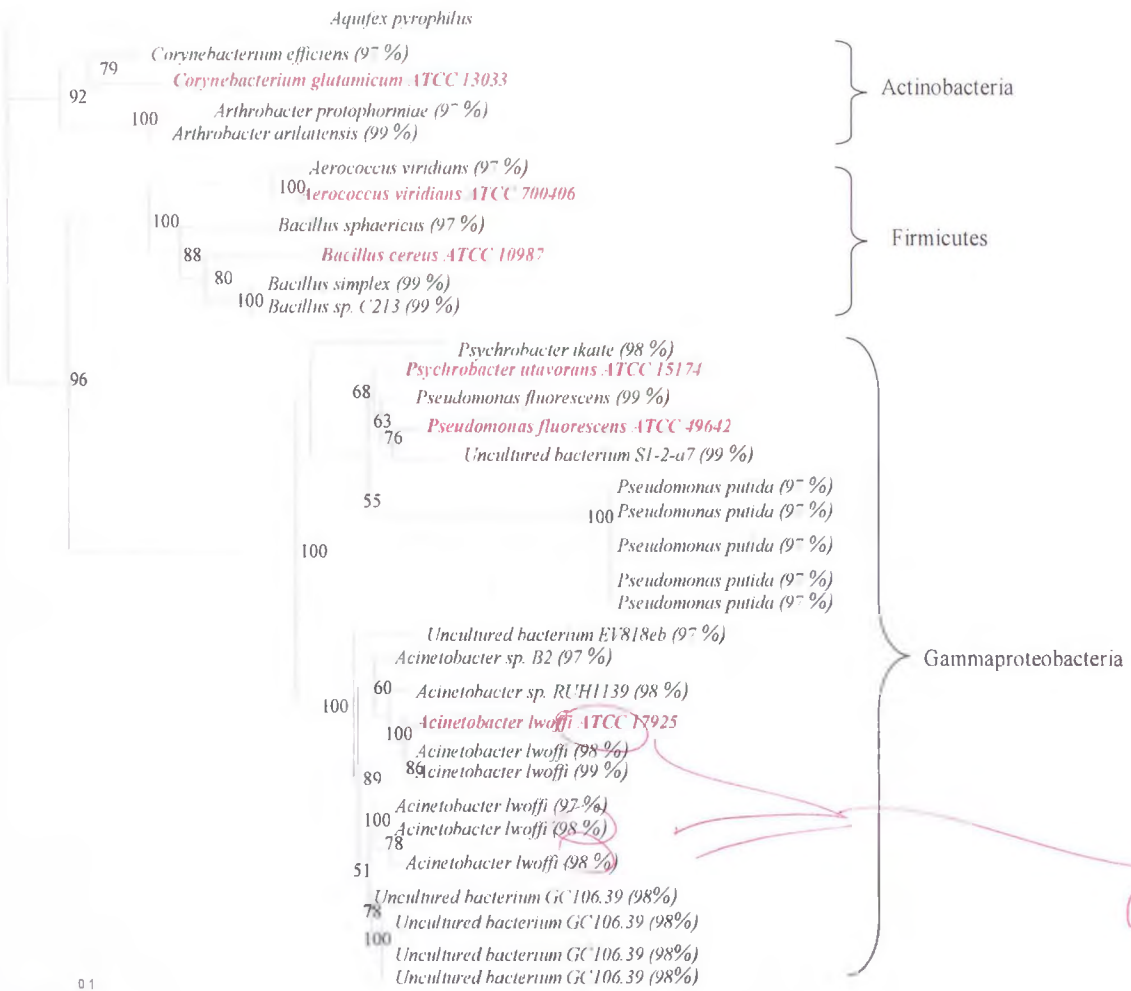 Aquifex pyrophilus
Corynebacterium efficiens (97 %)
79
Corynebacterium glutamicum ATCC 13033
92
Actinobacteria
Arthrobacter protophormiae (97 %)
100
Arthrobacter arilaitensis (99 %)
Aerococcus viridians (97 %)
100 Aerococcus viridians ATCC 700406
100
Bacillus sphaericus (97 %)
Firmicutes
88
Bacillus cereus ATCC 10987
80
Bacillus simplex (99 %)
100 Bacillus sp. C213 (99 %)
Psychrobacter ikaite (98 %)
Psychrobacter utavorans ATCC 15174
96
68
Pseudomonas fluorescens (99 %)
63
Pseudomonas fluorescens ATCC 49642
76
Uncultured bacterium S1-2-a7 (99 %)
Pseudomonas putida (97 %)
55
100 Pseudomonas putida (97 %)
Pseudomonas putida (97 %)
100
Pseudomonas putida (97 %)
Pseudomonas putida (97 %)
Uncultured bacterium EV818eb (97 %)
Acinetobacter sp. B2 (97 %)
Gammaproteobacteria
60
Acinetobacter sp. RUH1139 (98 %)
100
Acinetobacter lwoffi ATCC 17925
100
Acinetobacter lwoffi (98 %)
86
Acinetobacter lwoffi (99 %)
89
Acinetobacter lwoffi (97 %)
100
Acinetobacter lwoffi (98 %)
78
Acinetobacter lwoffi (98 %)
51
Uncultured bacterium GC106.39 (98%)
78
Uncultured bacterium GC106.39 (98%)
100
Uncultured bacterium GC106.39 (98%)
Uncultured bacterium GC106.39 (98%)
0 1